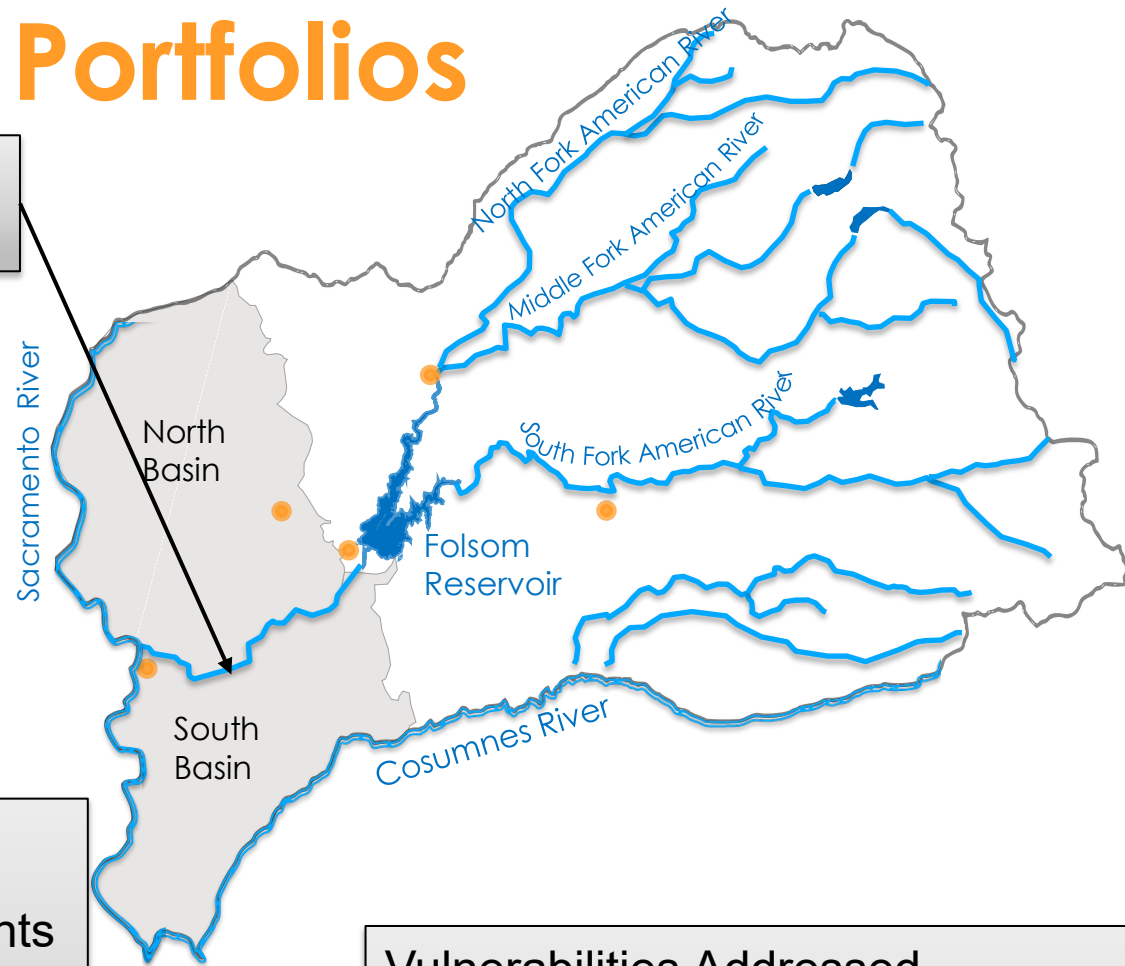 Portfolios
North Fork American River
Middle Fork American River
Sacramento River
North
Basin
South Fork American River
Folsom
Reservoir
South
Basin
Cosumnes River